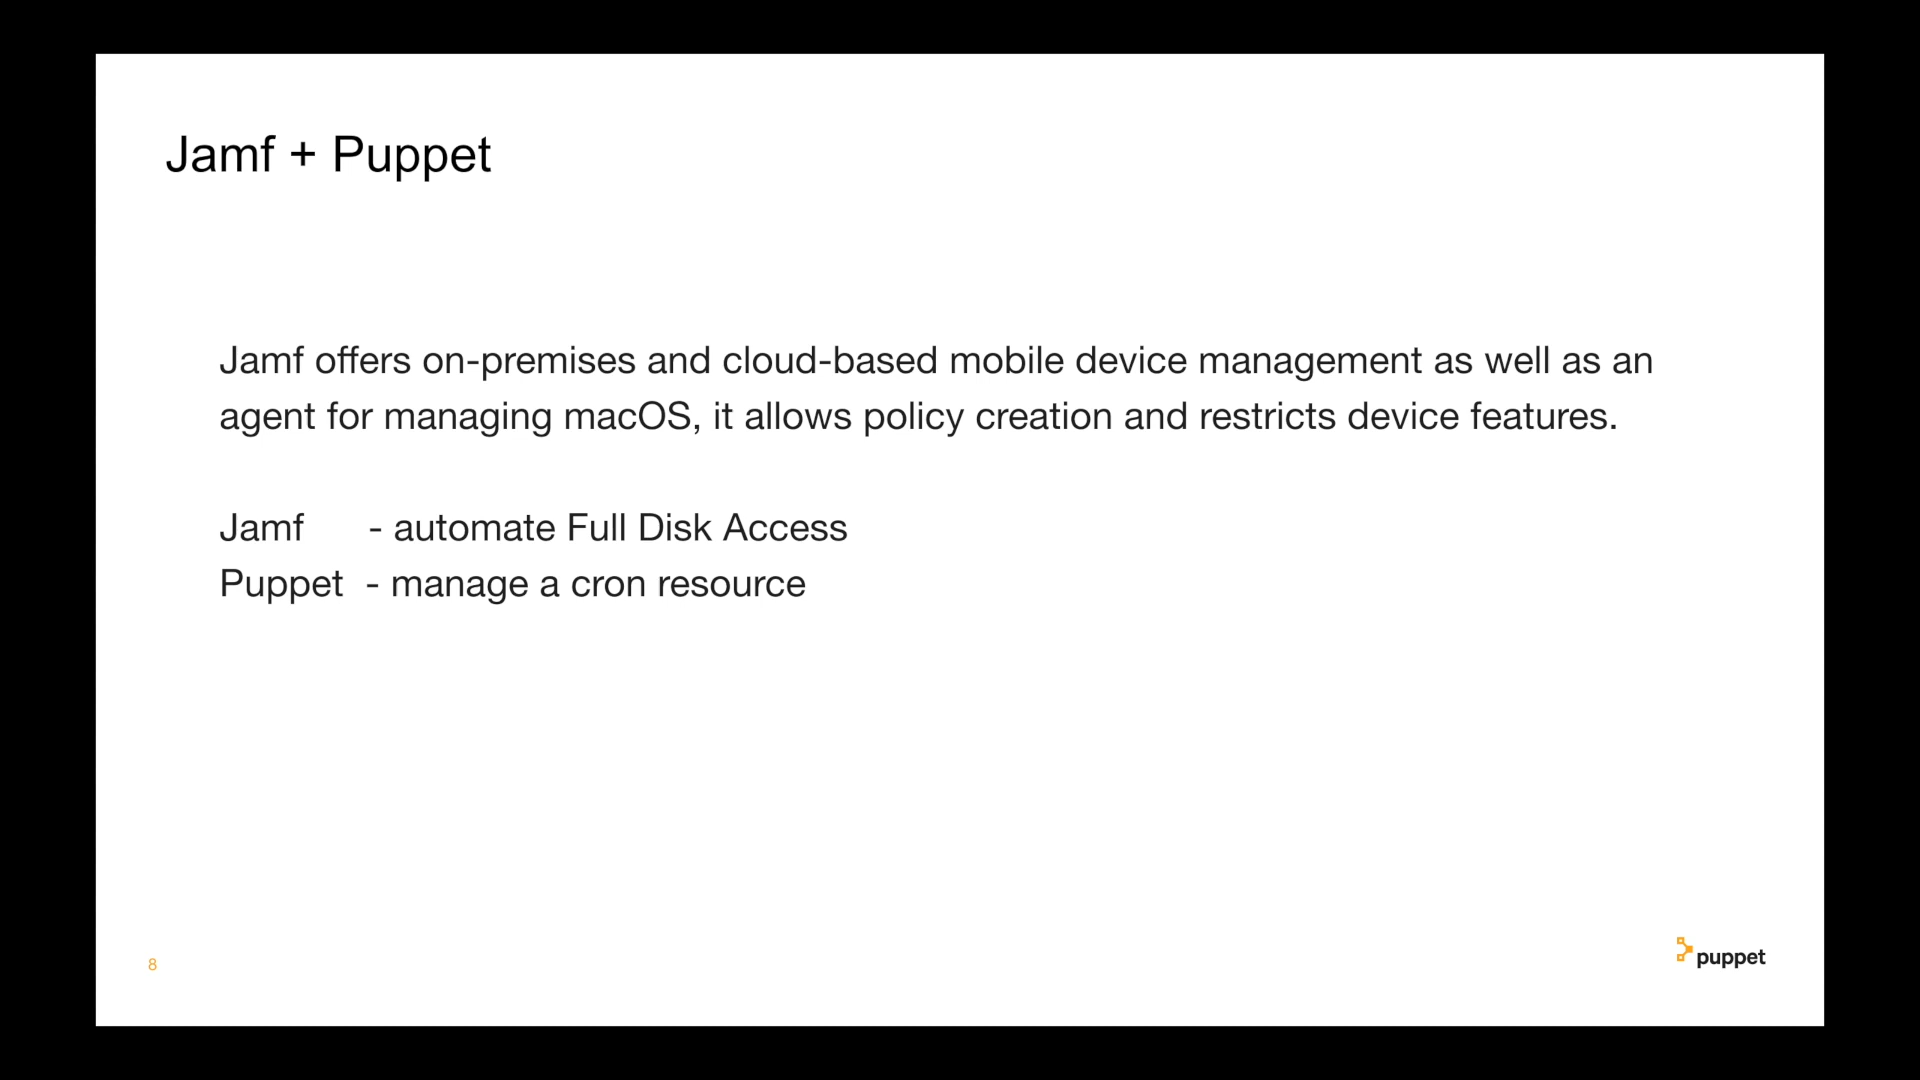 Jamf + Puppet
Jamf offers on-premises and cloud-based mobile device management as well as an
agent for managing macOS, it allows policy creation and restricts device features.
Jamf - automate Full Disk Access
Puppet - manage a cron resource
8
puppet